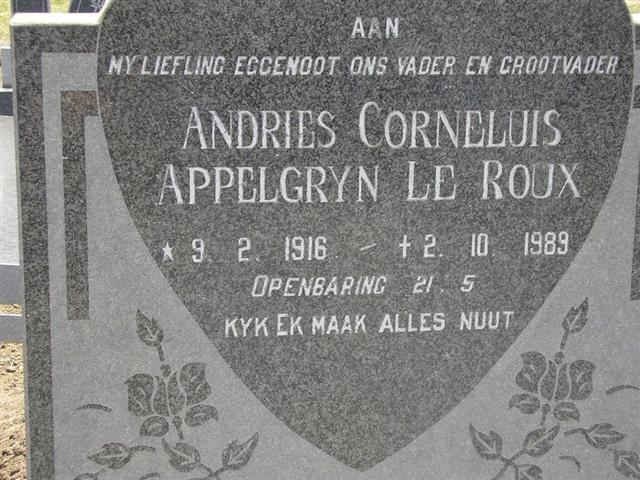 AAN
MY LIEFLING EGGENOOT ONS VADER EN GROOTVADER
ANDRIES CORNELUIS
APPELGRYN LE ROUX
* 9. 2. 1916. – † 2. 10. 1989
OPENBARING 21. 5
KYK EK MAAK ALLES NUUT